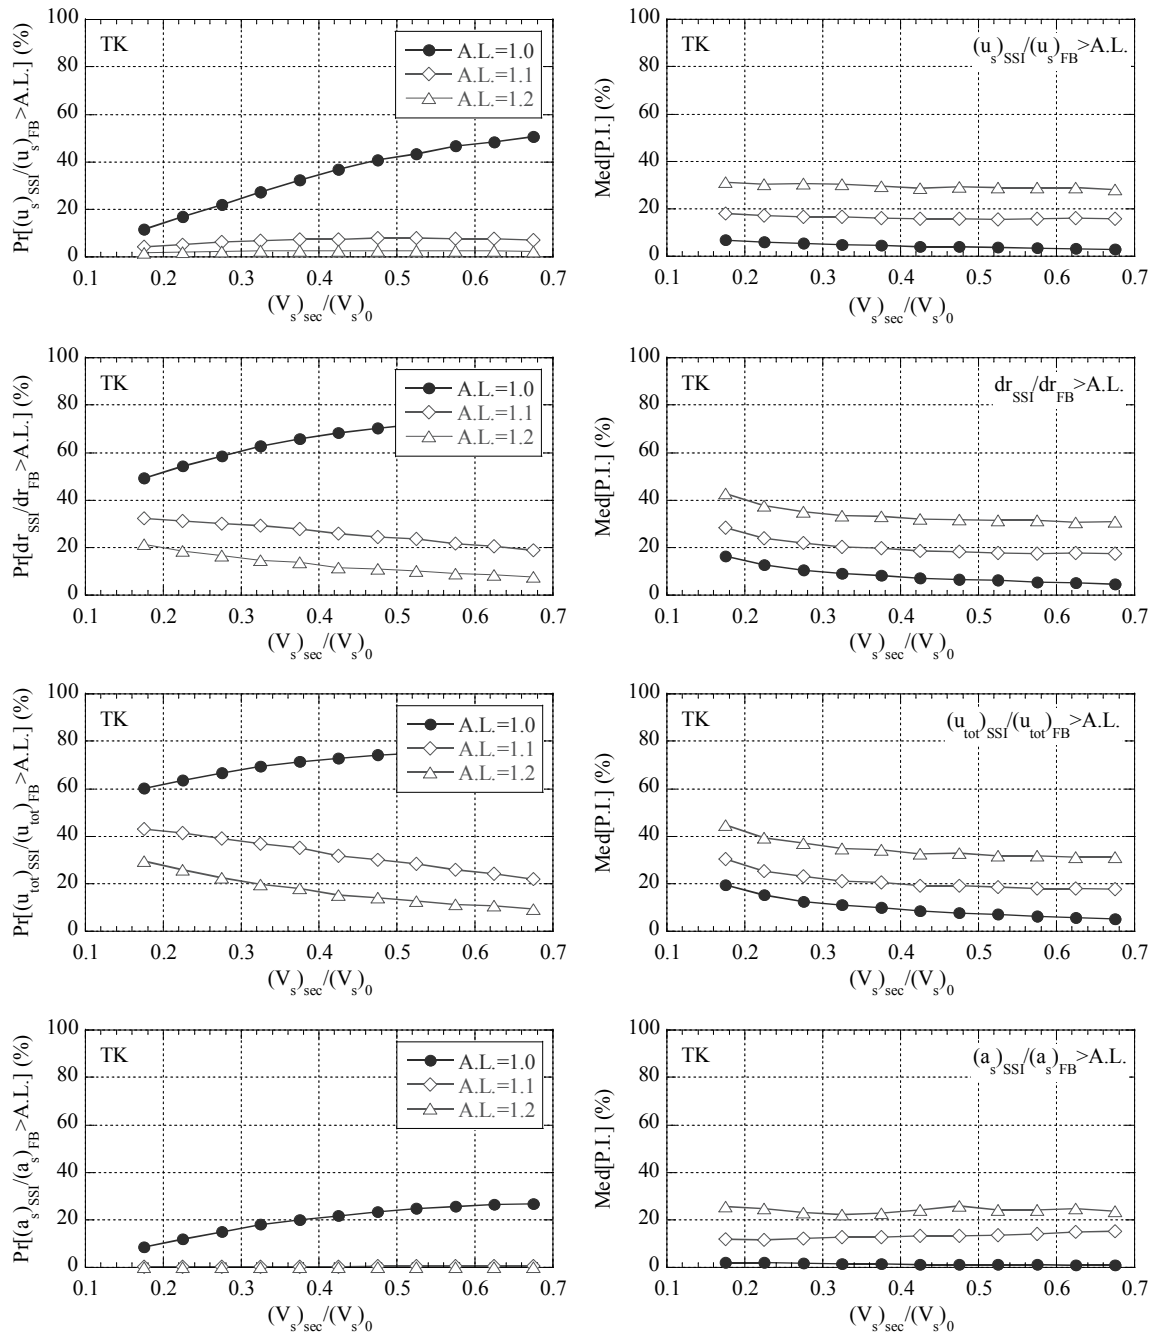 Pr[(u_s)_SSI/(u_s)_FB>A.L.] (%)
100
80
60
40
20
0
TK
A.L.=1.0
A.L.=1.1
A.L.=1.2
0.1 0.2 0.3 0.4 0.5 0.6 0.7
(V_s)_sec/(V_s)_0
Med[P.I.] (%)
100
80
60
40
20
0
TK
(u_s)_SSI/(u_s)_FB>A.L.
0.1 0.2 0.3 0.4 0.5 0.6 0.7
(V_s)_sec/(V_s)_0
Pr[dr_SSI/dr_FB>A.L.] (%)
100
80
60
40
20
0
TK
A.L.=1.0
A.L.=1.1
A.L.=1.2
0.1 0.2 0.3 0.4 0.5 0.6 0.7
(V_s)_sec/(V_s)_0
Med[P.I.] (%)
100
80
60
40
20
0
TK
dr_SSI/dr_FB>A.L.
0.1 0.2 0.3 0.4 0.5 0.6 0.7
(V_s)_sec/(V_s)_0
Pr[(u_tot)_SSI/(u_tot)_FB>A.L.] (%)
100
80
60
40
20
0
TK
A.L.=1.0
A.L.=1.1
A.L.=1.2
0.1 0.2 0.3 0.4 0.5 0.6 0.7
(V_s)_sec/(V_s)_0
Med[P.I.] (%)
100
80
60
40
20
0
TK
(u_tot)_SSI/(u_tot)_FB>A.L.
0.1 0.2 0.3 0.4 0.5 0.6 0.7
(V_s)_sec/(V_s)_0
Pr[(a_s)_SSI/(a_s)_FB>A.L.] (%)
100
80
60
40
20
0
TK
A.L.=1.0
A.L.=1.1
A.L.=1.2
0.1 0.2 0.3 0.4 0.5 0.6 0.7
(V_s)_sec/(V_s)_0
Med[P.I.] (%)
100
80
60
40
20
0
TK
(a_s)_SSI/(a_s)_FB>A.L.
0.1 0.2 0.3 0.4 0.5 0.6 0.7
(V_s)_sec/(V_s)_0